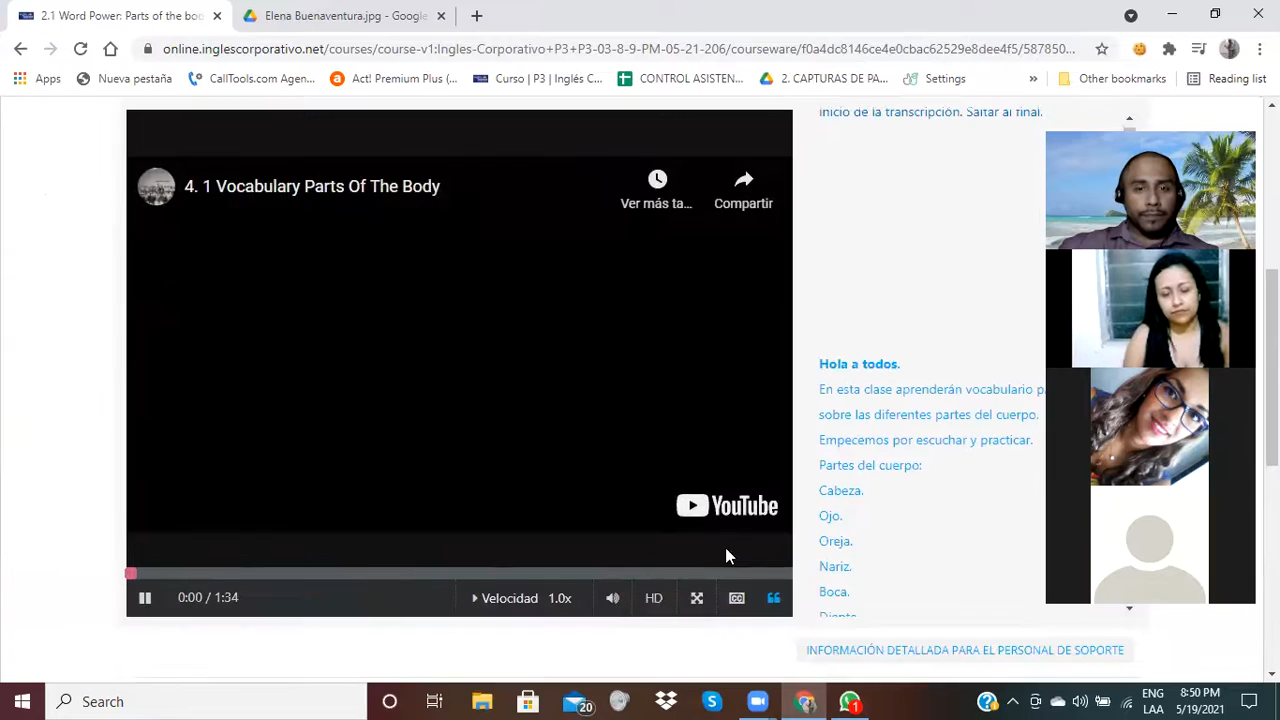 2.1 Word Power: Parts of the bo
Elena Buenaventura.jpg - Google
online.inglescorporativo.net/courses/course-v1:Ingles-Corporativo+P3+P3-03-8-9-PM-05-21-206/courseware/f0a4dc8146ce4e0cbac62529e8dee4f5/587850...
Apps
Nueva pestaña
CallTools.com Agen...
Act! Premium Plus (...
Curso | P3 | Inglés C...
CONTROL ASISTEN...
2. CAPTURAS DE PA...
Settings
»
Other bookmarks
Reading list
4. 1 Vocabulary Parts Of The Body
Ver más ta...
Compartir
YouTube
0:00 / 1:34
Velocidad 1.0x
HD
inicio de la transcripción. Saltar al final.
Hola a todos.
En esta clase aprenderán vocabulario p
sobre las diferentes partes del cuerpo.
Empecemos por escuchar y practicar.
Partes del cuerpo:
Cabeza.
Ojo.
Oreja.
Nariz.
Boca.
Diente.
INFORMACIÓN DETALLADA PARA EL PERSONAL DE SOPORTE
Search
20
1
ENG
LAA
8:50 PM
5/19/2021